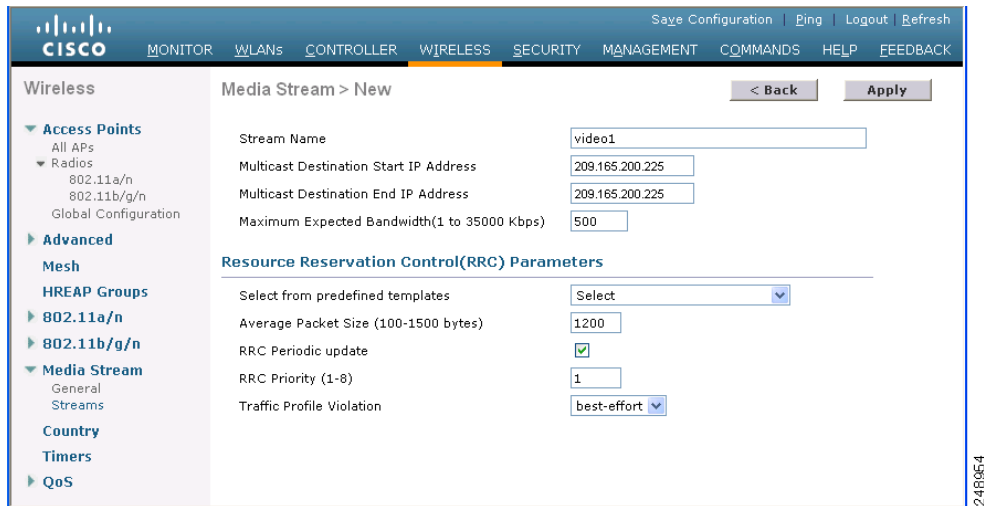 Save Configuration | Ping | Logout | Refresh
CISCO MONITOR WLANs CONTROLLER WIRELESS SECURITY MANAGEMENT COMMANDS HELP FEEDBACK
Wireless
Access Points
All APs
Radios
802.11a/n
802.11b/g/n
Global Configuration
Advanced
Mesh
HREAP Groups
802.11a/n
802.11b/g/n
Media Stream
General
Streams
Country
Timers
QoS
Media Stream > New
< Back Apply
Stream Name video1
Multicast Destination Start IP Address 209.165.200.225
Multicast Destination End IP Address 209.165.200.225
Maximum Expected Bandwidth(1 to 35000 Kbps) 500
Resource Reservation Control(RRC) Parameters
Select from predefined templates Select
Average Packet Size (100-1500 bytes) 1200
RRC Periodic update
RRC Priority (1-8) 1
Traffic Profile Violation best-effort
248954